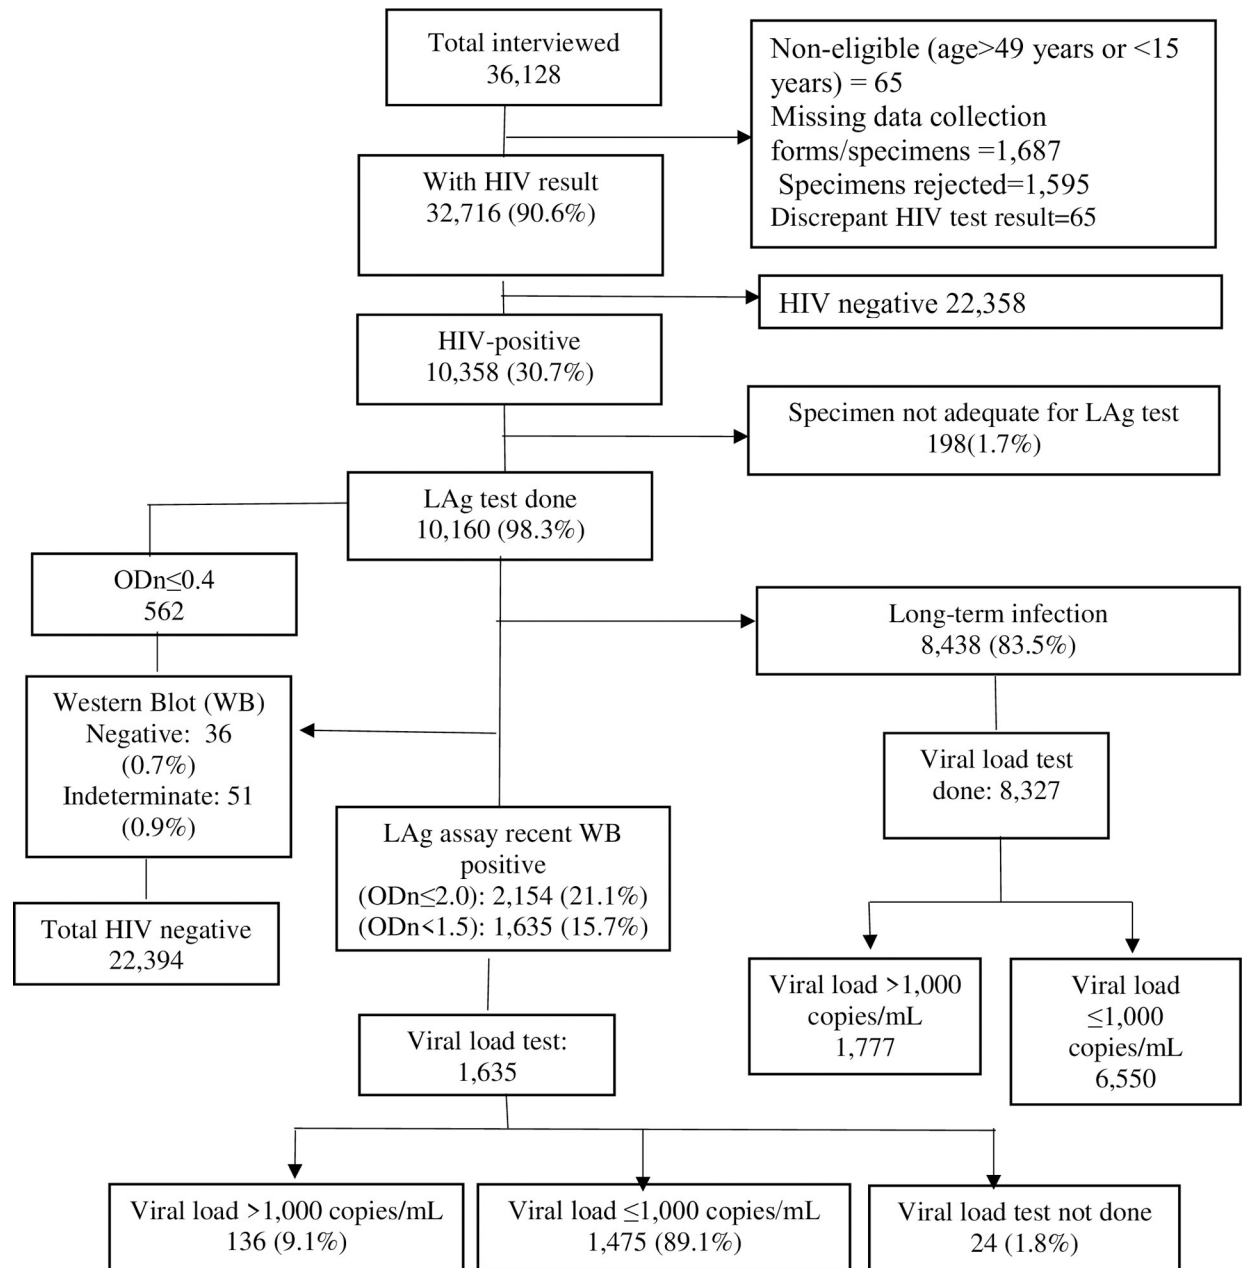 Total interviewed
36,128
Non-eligible (age>49 years or <15
years) = 65
Missing data collection
forms/specimens =1,687
Specimens rejected=1,595
Discrepant HIV test result=65
With HIV result
32,716 (90.6%)
HIV negative 22,358
HIV-positive
10,358 (30.7%)
Specimen not adequate for LAg test
198(1.7%)
LAg test done
10,160 (98.3%)
ODn≤0.4
562
Long-term infection
8,438 (83.5%)
Western Blot (WB)
Negative: 36
(0.7%)
Indeterminate: 51
(0.9%)
Viral load test
done: 8,327
LAg assay recent WB
positive
(ODn≤2.0): 2,154 (21.1%)
(ODn<1.5): 1,635 (15.7%)
Total HIV negative
22,394
Viral load >1,000
copies/mL
1,777
Viral load
≤1,000
copies/mL
6,550
Viral load test:
1,635
Viral load >1,000 copies/mL
136 (9.1%)
Viral load ≤1,000 copies/mL
1,475 (89.1%)
Viral load test not done
24 (1.8%)